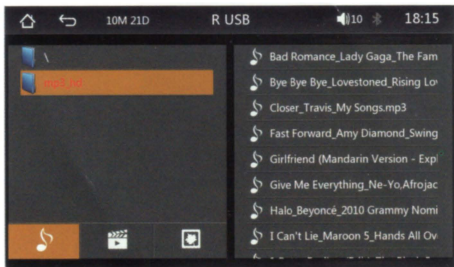 10M 21D
R USB
10
18:15
\
Bad Romance_Lady Gaga_The Fam
Bye Bye Bye_Lovestoned_Rising Lov
Closer_Travis_My Songs.mp3
Fast Forward_Amy Diamond_Swing
Girlfriend (Mandarin Version - Expl
Give Me Everything_Ne-Yo,Afrojac
Halo_Beyoncé_2010 Grammy Nomi
I Can't Lie_Maroon 5_Hands All Ov